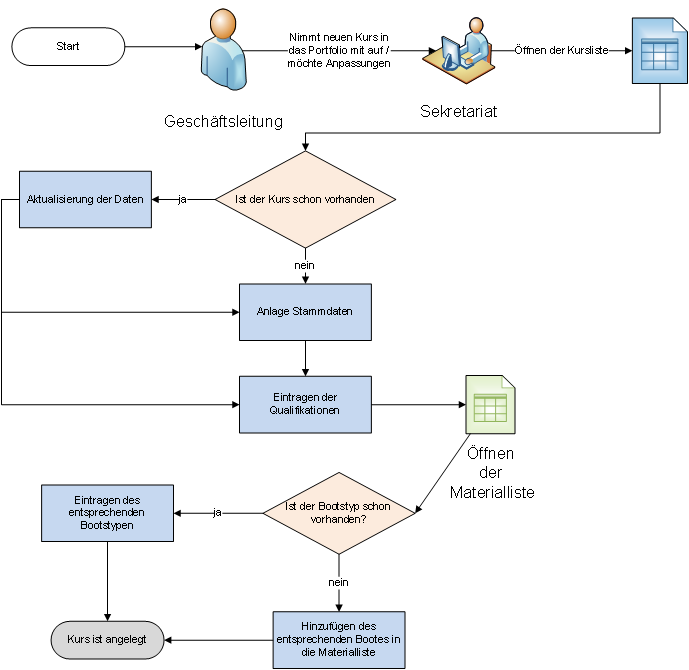 Start
Nimmt neuen Kurs in
das Portfolio mit auf /
möchte Anpassungen
Öffnen der Kursliste
Geschäftsleitung
Sekretariat
Aktualisierung der Daten
ja
Ist der Kurs schon vorhanden
nein
Anlage Stammdaten
Eintragen der
Qualifikationen
Öffnen
der
Materialliste
Eintragen des
entsprechenden
Bootstypen
ja
Ist der Bootstyp schon
vorhanden?
nein
Kurs ist angelegt
Hinzufügen des
entsprechenden Bootes in
die Materialliste